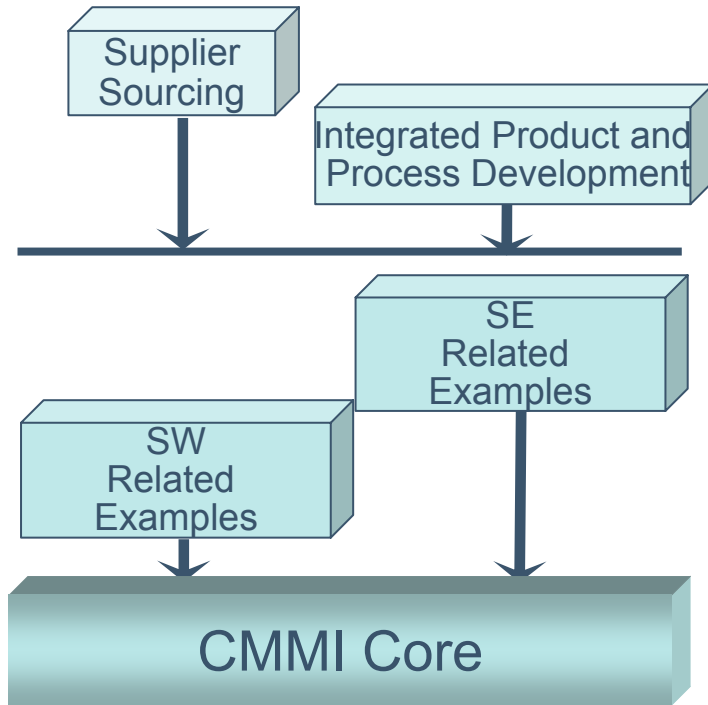 Supplier
Sourcing
Integrated Product and
Process Development
SE
Related
Examples
SW
Related
Examples
CMMI Core